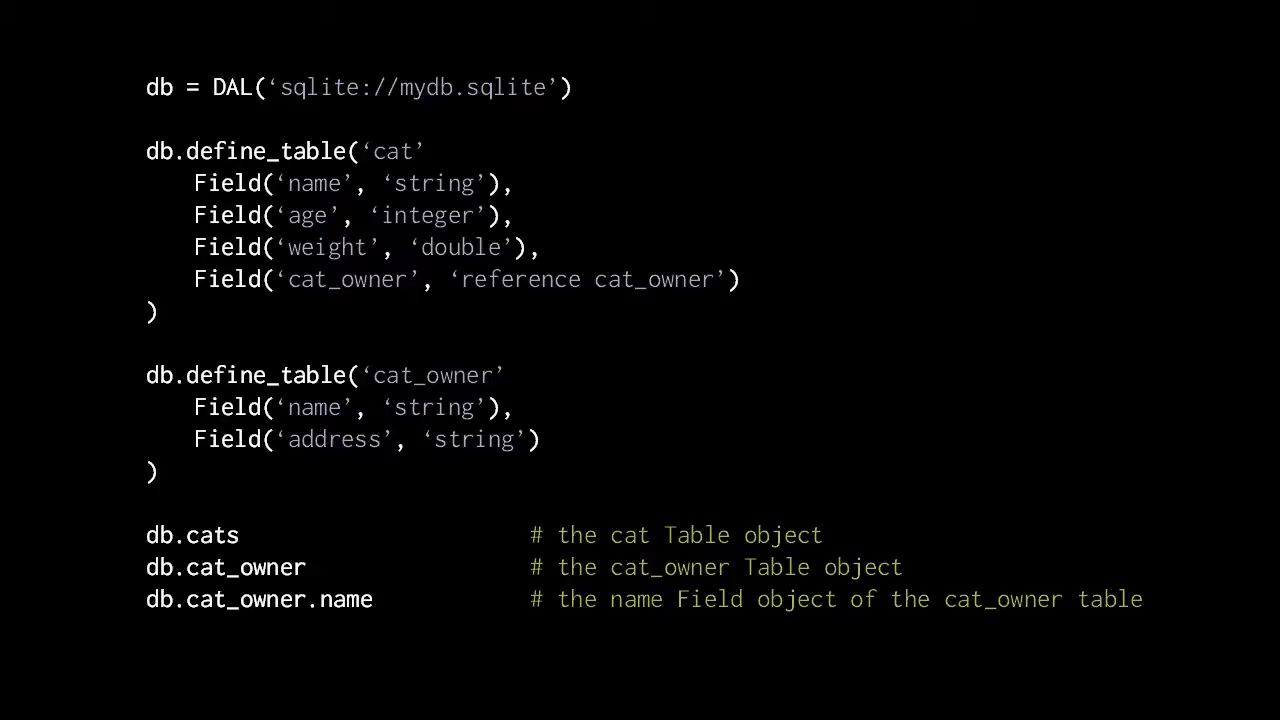 db = DAL(‘sqlite://mydb.sqlite’)
db.define_table(‘cat’
Field(‘name’, ‘string’),
Field(‘age’, ‘integer’),
Field(‘weight’, ‘double’),
Field(‘cat_owner’, ‘reference cat_owner’)
)
db.define_table(‘cat_owner’
Field(‘name’, ‘string’),
Field(‘address’, ‘string’)
)
db.cats # the cat Table object
db.cat_owner # the cat_owner Table object
db.cat_owner.name # the name Field object of the cat_owner table